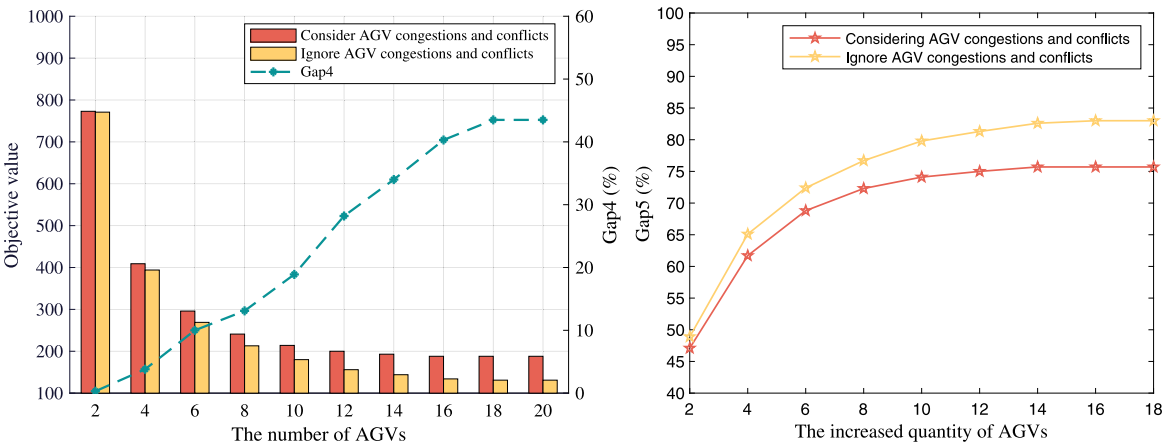 1000
900
800
700
600
500
400
300
200
100
Objective value
Consider AGV congestions and conflicts
Ignore AGV congestions and conflicts
Gap4
60
50
40
30
20
10
0
Gap4 (%)
2 4 6 8 10 12 14 16 18 20
The number of AGVs
100
95
90
85
80
75
70
65
60
55
50
45
40
Gap5 (%)
Considering AGV congestions and conflicts
Ignore AGV congestions and conflicts
2 4 6 8 10 12 14 16 18
The increased quantity of AGVs